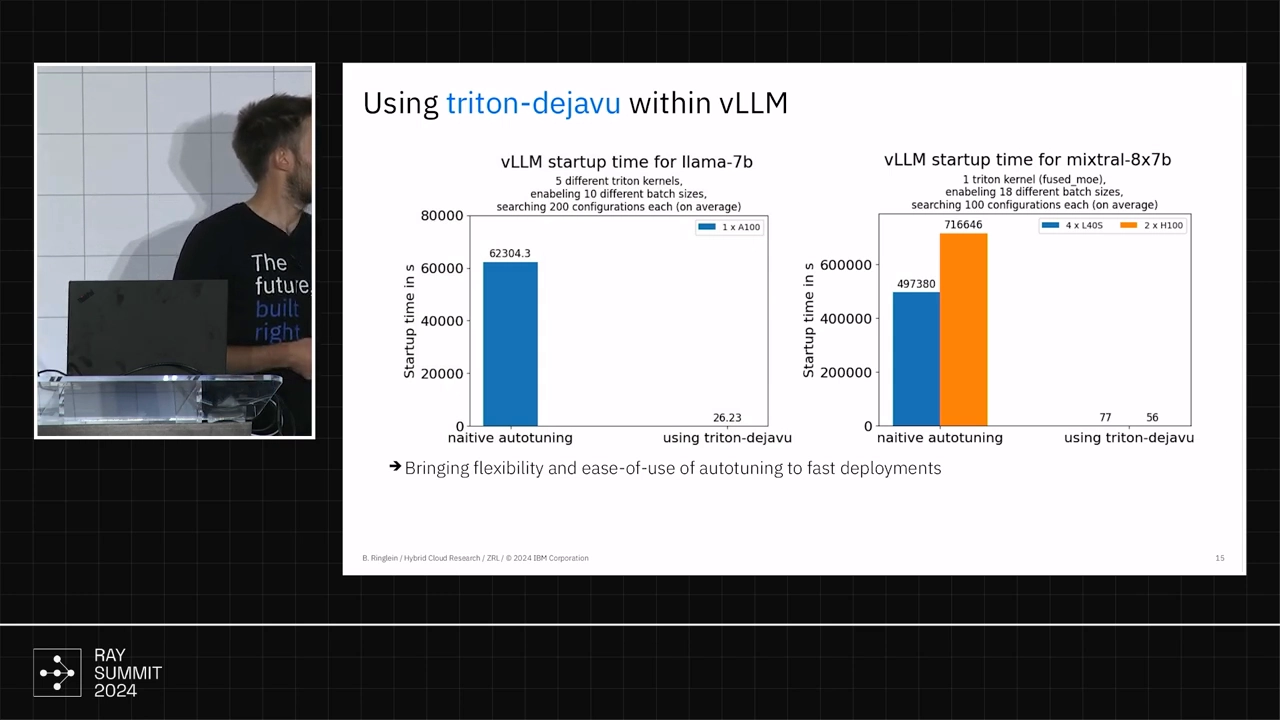 Using triton-dejavu within vLLM
vLLM startup time for llama-7b
5 different triton kernels,
enabeling 10 different batch sizes,
searching 200 configurations each (on average)
1 x A100
80000
60000
40000
20000
0
Startup time in s
62304.3
26.23
naitive autotuning
using triton-dejavu
vLLM startup time for mixtral-8x7b
1 triton kernel (fused_moe),
enabeling 18 different batch sizes,
searching 100 configurations each (on average)
4 x L40S
2 x H100
600000
400000
200000
0
Startup time in s
497380
716646
77
56
naitive autotuning
using triton-dejavu
➔ Bringing flexibility and ease-of-use of autotuning to fast deployments
B. Ringlein / Hybrid Cloud Research / ZRL / © 2024 IBM Corporation
15
The
future,
built
right
RAY
SUMMIT
2024